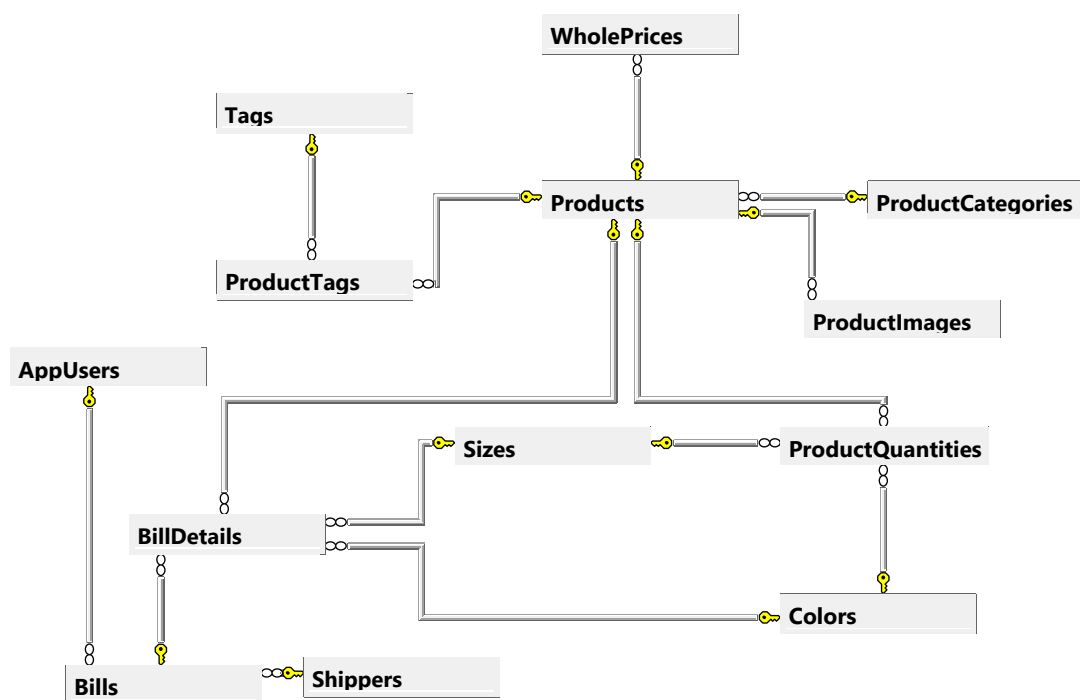 WholePrices
Tags
Products
ProductCategories
ProductTags
ProductImages
AppUsers
Sizes
ProductQuantities
BillDetails
Colors
Bills
Shippers